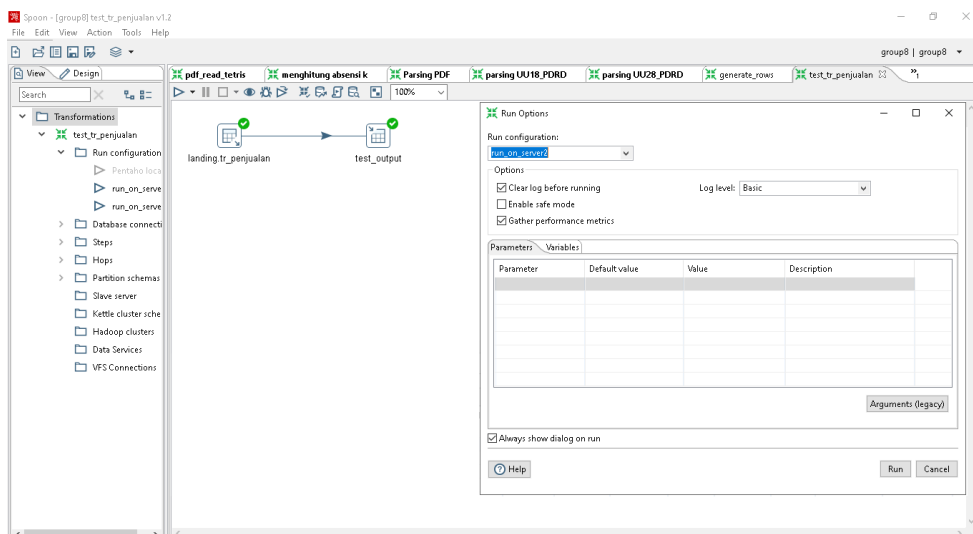 Spoon - [group8] test_tr_penjualan v1.2
File Edit View Action Tools Help
group8 | group8
View Design
pdf_read_tetris menghitung absensi k Parsing PDF parsing UU18_PDRD parsing UU28_PDRD generate_rows test_tr_penjualan »1
Search
100%
Transformations
test_tr_penjualan
Run configuration
Pentaho loca
run_on_serve
run_on_serve
Database connecti
Steps
Hops
Partition schemas
Slave server
Kettle cluster sche
Hadoop clusters
Data Services
VFS Connections
landing.tr_penjualan test_output
Run Options
Run configuration:
run_on_server2
Options
Clear log before running Log level: Basic
Enable safe mode
Gather performance metrics
Parameters Variables
Parameter Default value Value Description
Arguments (legacy)
Always show dialog on run
Help Run Cancel